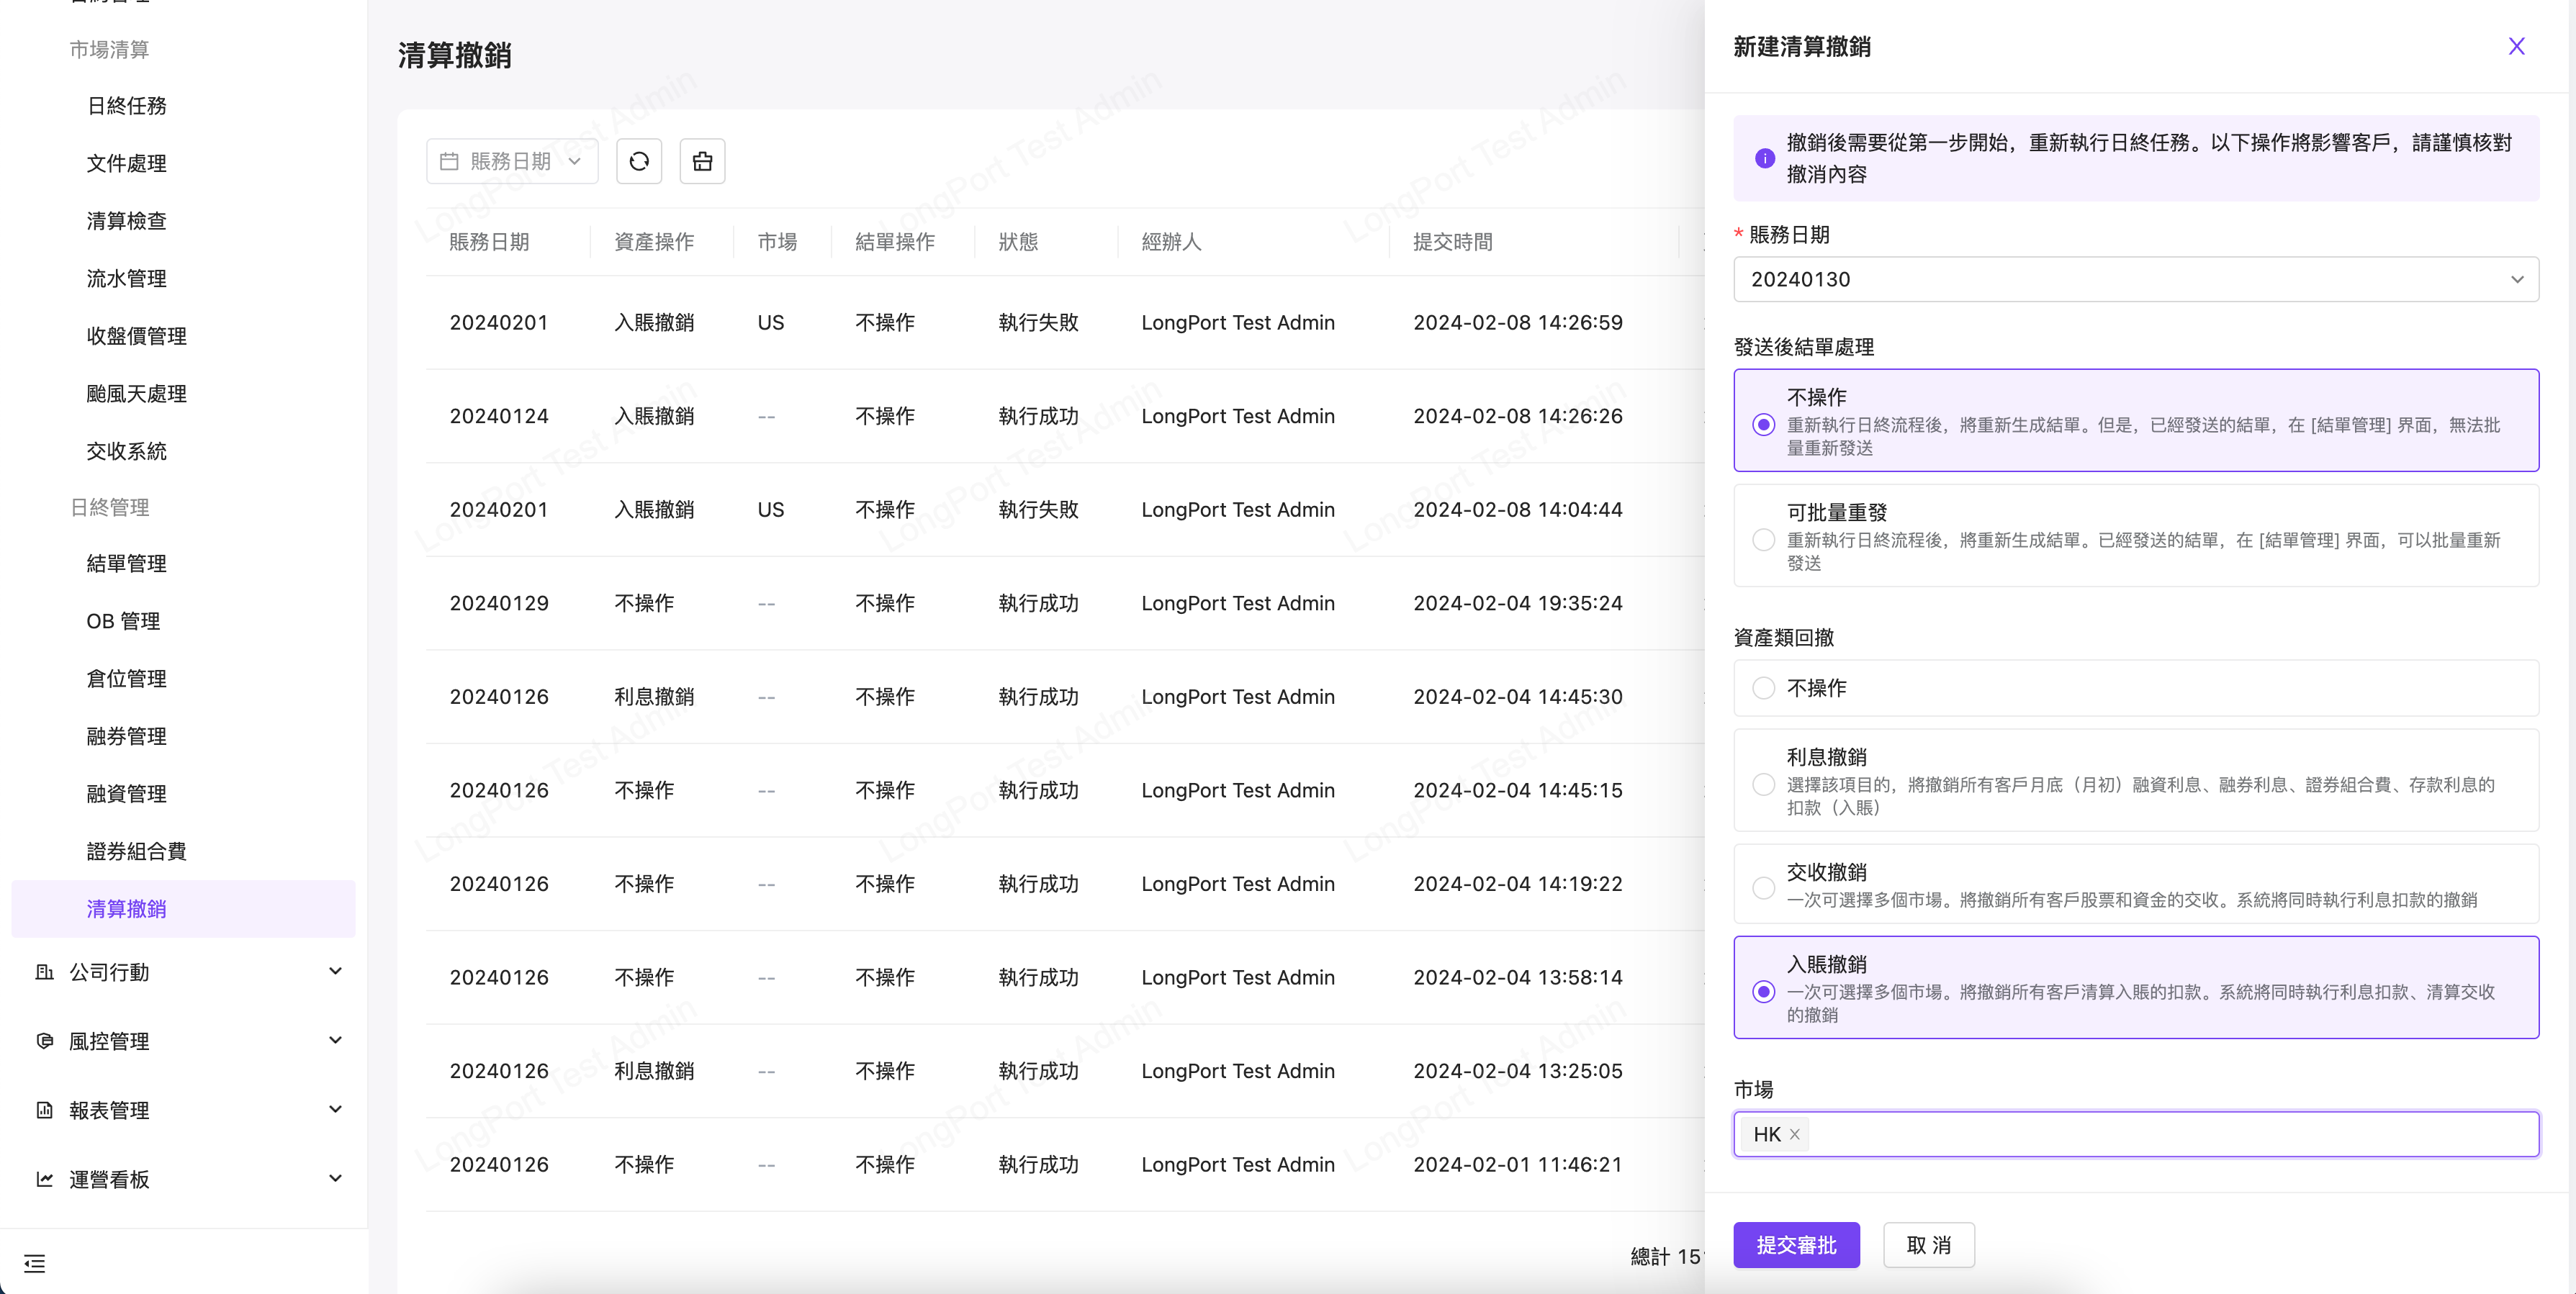 市場清算
日終任務
文件處理
清算檢查
流水管理
收盤價管理
颱風天處理
交收系統
日終管理
結單管理
OB 管理
倉位管理
融券管理
融資管理
證券組合費
清算撤銷
公司行動
風控管理
報表管理
運營看板
清算撤銷
賬務日期
賬務日期 資產操作 市場 結單操作 狀態 經辦人 提交時間
20240201 入賬撤銷 US 不操作 執行失敗 LongPort Test Admin 2024-02-08 14:26:59
20240124 入賬撤銷 -- 不操作 執行成功 LongPort Test Admin 2024-02-08 14:26:26
20240201 入賬撤銷 US 不操作 執行失敗 LongPort Test Admin 2024-02-08 14:04:44
20240129 不操作 -- 不操作 執行成功 LongPort Test Admin 2024-02-04 19:35:24
20240126 利息撤銷 -- 不操作 執行成功 LongPort Test Admin 2024-02-04 14:45:30
20240126 不操作 -- 不操作 執行成功 LongPort Test Admin 2024-02-04 14:45:15
20240126 不操作 -- 不操作 執行成功 LongPort Test Admin 2024-02-04 14:19:22
20240126 不操作 -- 不操作 執行成功 LongPort Test Admin 2024-02-04 13:58:14
20240126 利息撤銷 -- 不操作 執行成功 LongPort Test Admin 2024-02-04 13:25:05
20240126 不操作 -- 不操作 執行成功 LongPort Test Admin 2024-02-01 11:46:21
總計 15
新建清算撤銷
撤銷後需要從第一步開始，重新執行日終任務。以下操作將影響客戶，請謹慎核對
撤消內容
* 賬務日期
20240130
發送後結單處理
不操作
重新執行日終流程後，將重新生成結單。但是，已經發送的結單，在 [結單管理] 界面，無法批
量重新發送
可批量重發
重新執行日終流程後，將重新生成結單。已經發送的結單，在 [結單管理] 界面，可以批量重新
發送
資產類回撤
不操作
利息撤銷
選擇該項目的，將撤銷所有客戶月底（月初）融資利息、融券利息、證券組合費、存款利息的
扣款（入賬）
交收撤銷
一次可選擇多個市場。將撤銷所有客戶股票和資金的交收。系統將同時執行利息扣款的撤銷
入賬撤銷
一次可選擇多個市場。將撤銷所有客戶清算入賬的扣款。系統將同時執行利息扣款、清算交收
的撤銷
市場
HK
提交審批
取 消